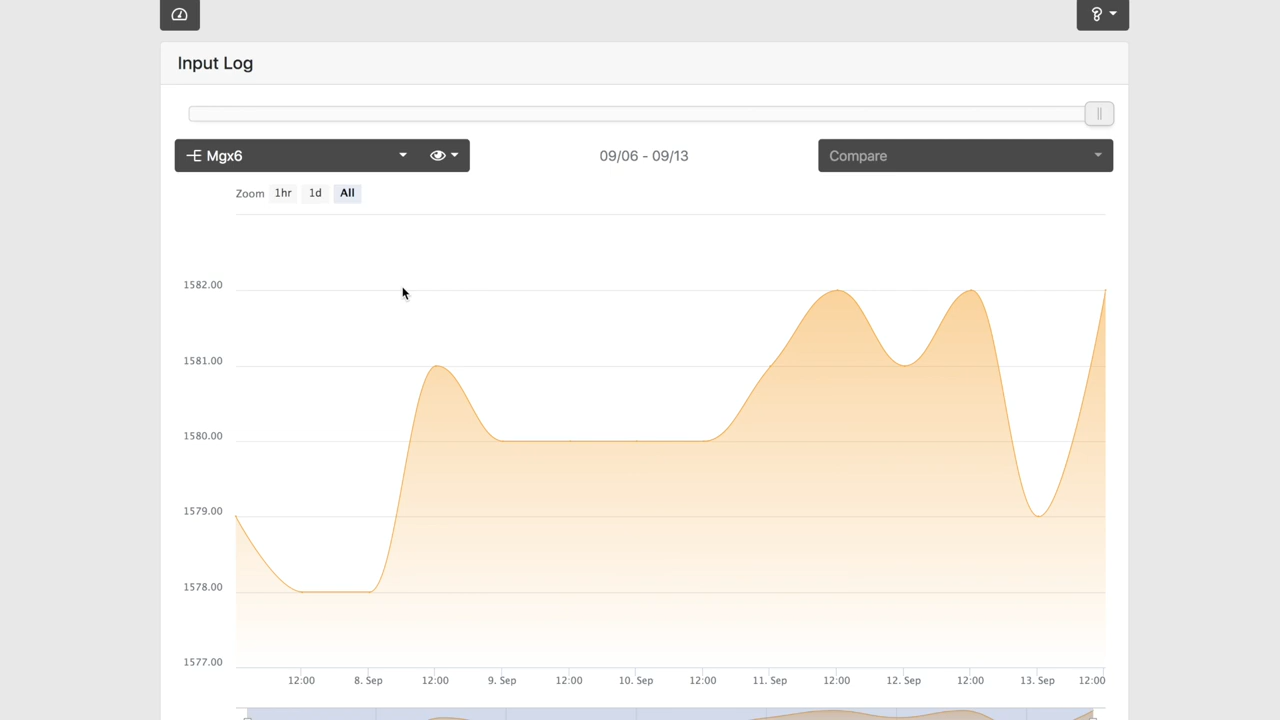 Input Log
Mgx6
09/06 - 09/13
Compare
Zoom 1hr 1d All
1582.00
1581.00
1580.00
1579.00
1578.00
1577.00
12:00 8. Sep 12:00 9. Sep 12:00 10. Sep 12:00 11. Sep 12:00 12. Sep 12:00 13. Sep 12:00